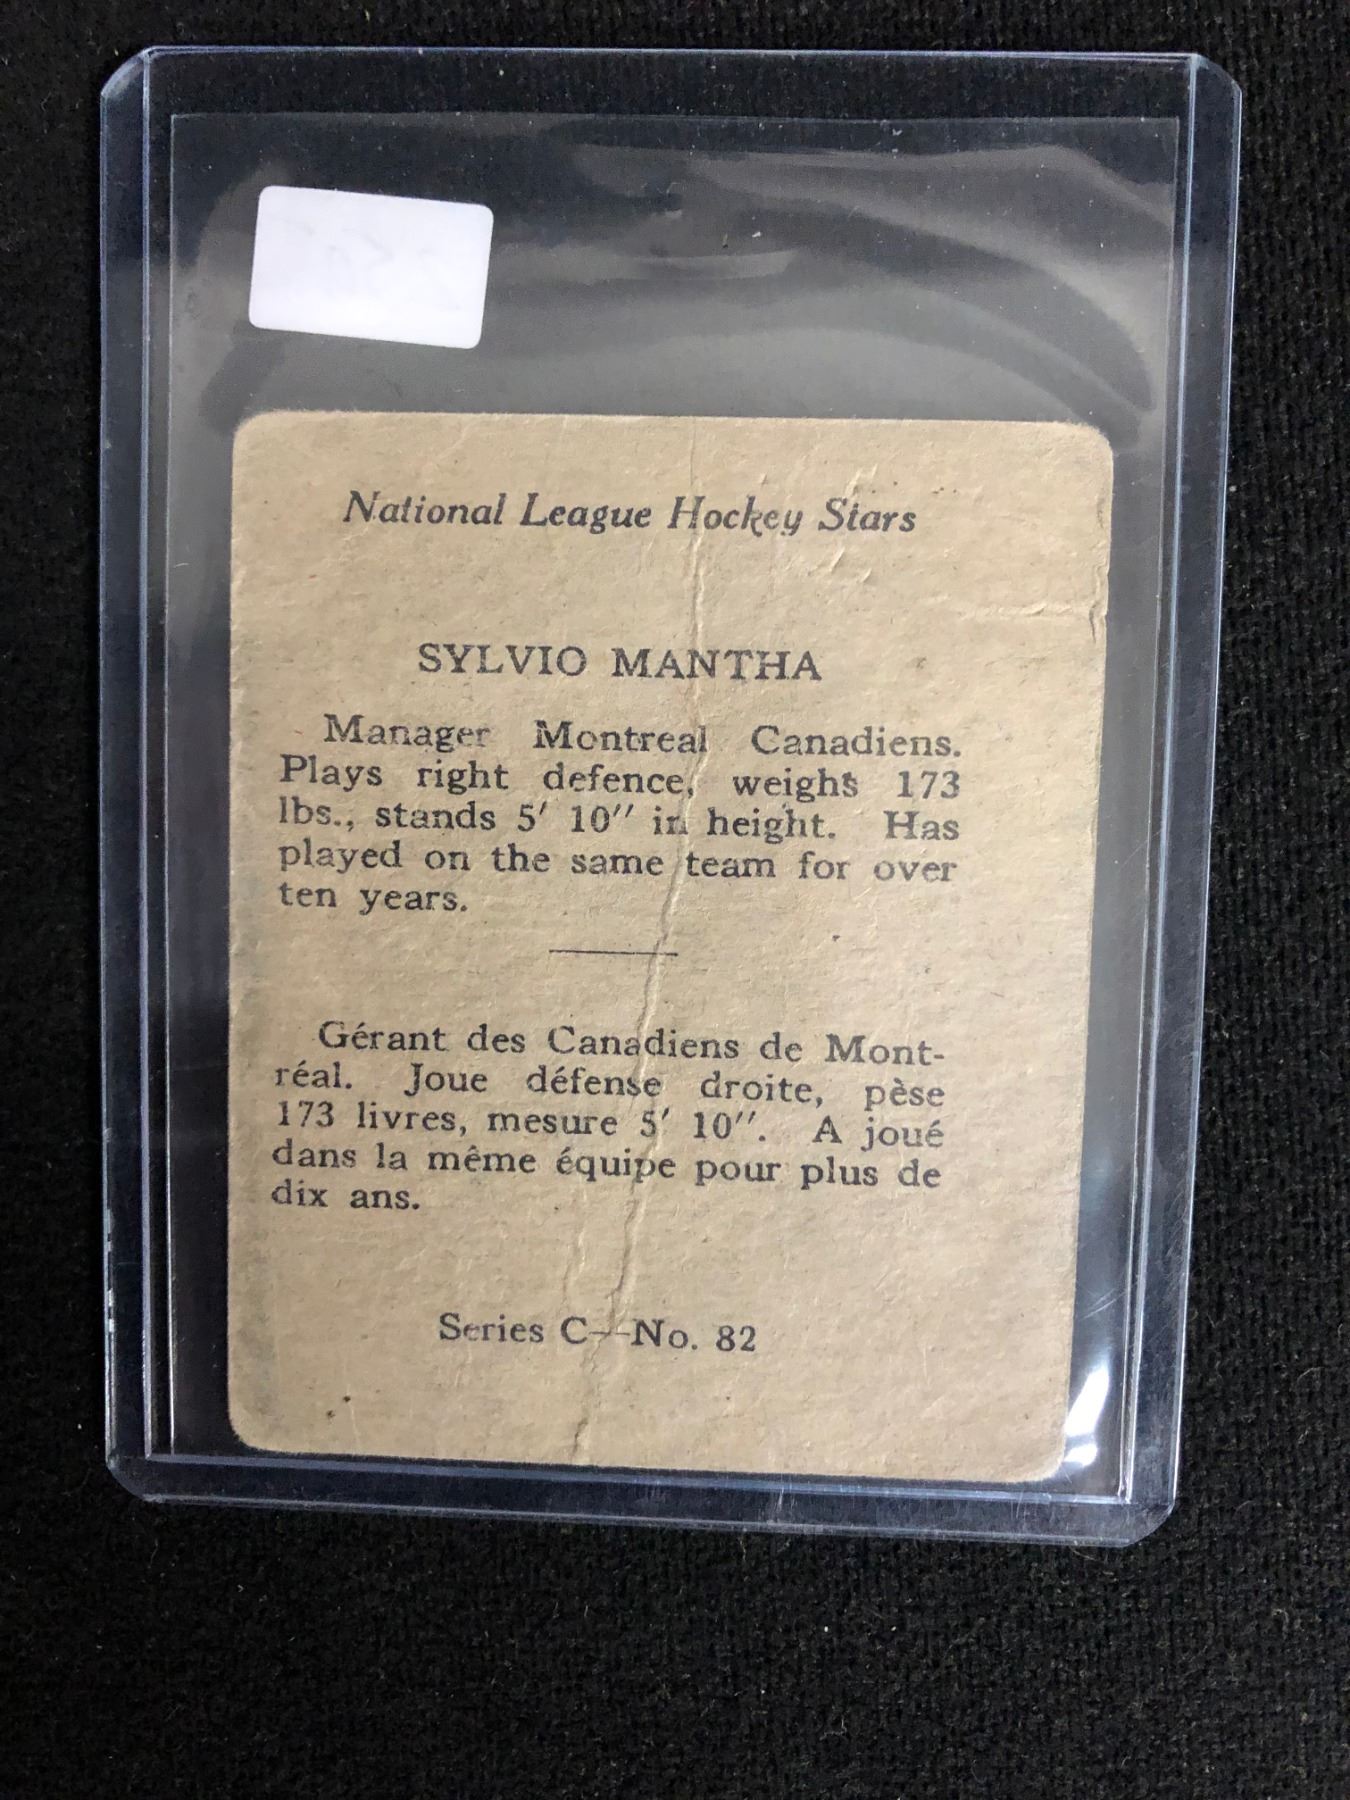 National League Hockey Stars
SYLVIO MANTHA
Manager Montreal Canadiens.
Plays right defence, weighs 173
lbs., stands 5′ 10″ in height. Has
played on the same team for over
ten years.
Gérant des Canadiens de Mont-
réal. Joue défense droite, pèse
173 livres, mesure 5′ 10″. A joué
dans la même équipe pour plus de
dix ans.
Series C—No. 82